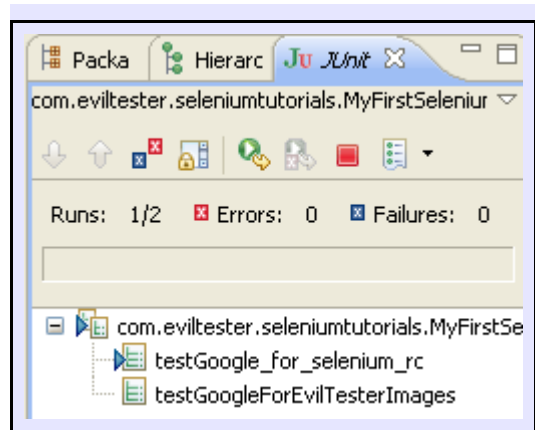 Packa Hierarc Ju JUnit
com.eviltester.seleniumtutorials.MyFirstSeleniur
Runs: 1/2 Errors: 0 Failures: 0
com.eviltester.seleniumtutorials.MyFirstSe
testGoogle_for_selenium_rc
testGoogleForEvilTesterImages